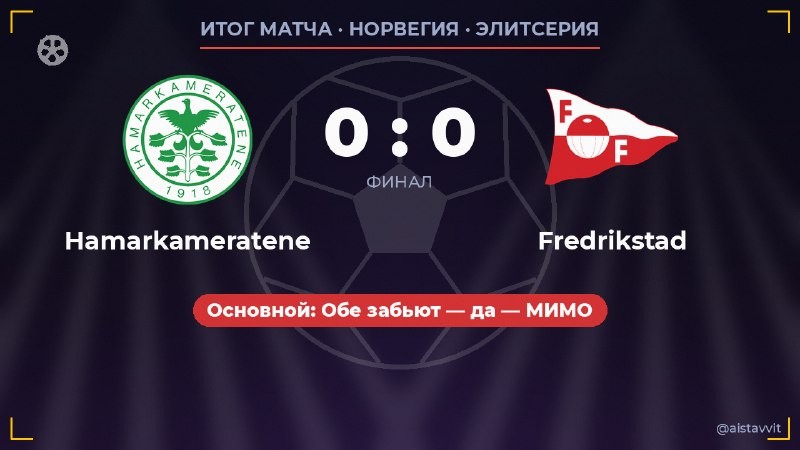 ИТОГ МАТЧА · НОРВЕГИЯ · ЭЛИТСЕРИЯ
HAMARKAMERATENE
1918
0 : 0
F
F
ФИНАЛ
Hamarkameratene
Fredrikstad
Основной: Обе забьют — да — МИМО
@aistavvit